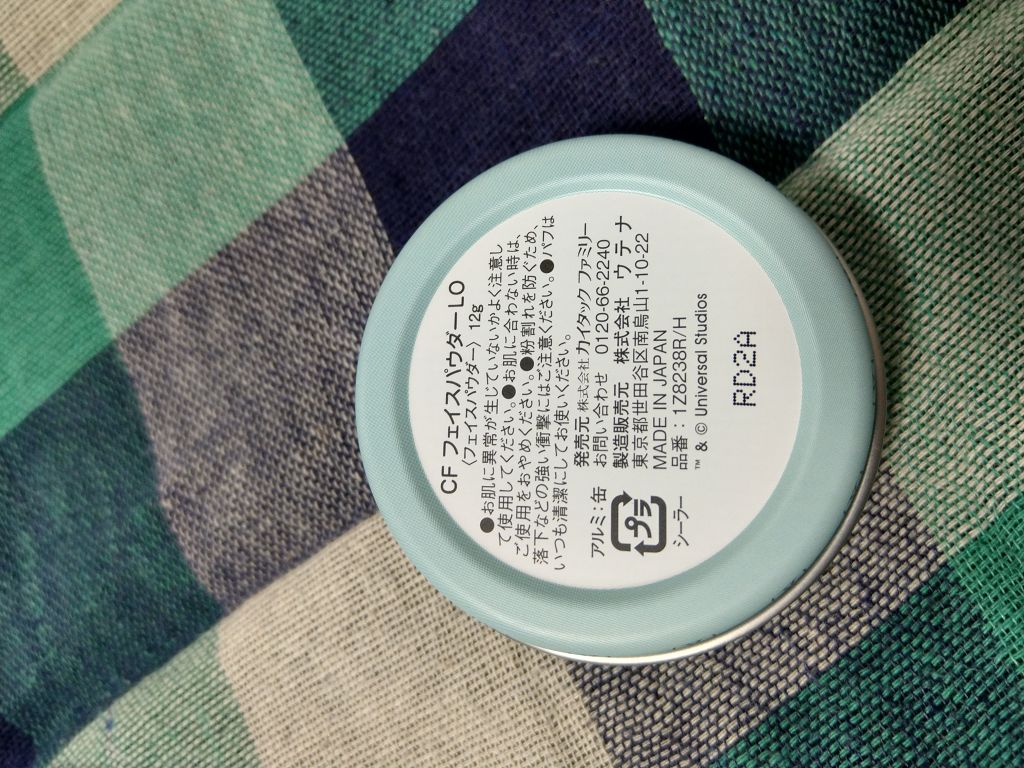 CF フェイスパウダー LO
〈フェイスパウダー〉 12g
●お肌に異常が生じていないかよく注意し
て使用してください。●お肌に合わない時は、
ご使用をおやめください。●粉割れを防ぐため、
落下などの強い衝撃にはご注意ください。●パフは
いつも清潔にしてお使いください。
発売元 株式会社 カイタック ファミリー
お問い合わせ 0120-66-2240
製造販売元 株式会社 ウテナ
東京都世田谷区南烏山1-10-22
MADE IN JAPAN
品番：1Z8238R/H
™ & © Universal Studios
アルミ：缶
プラ
シーラー
RD2A